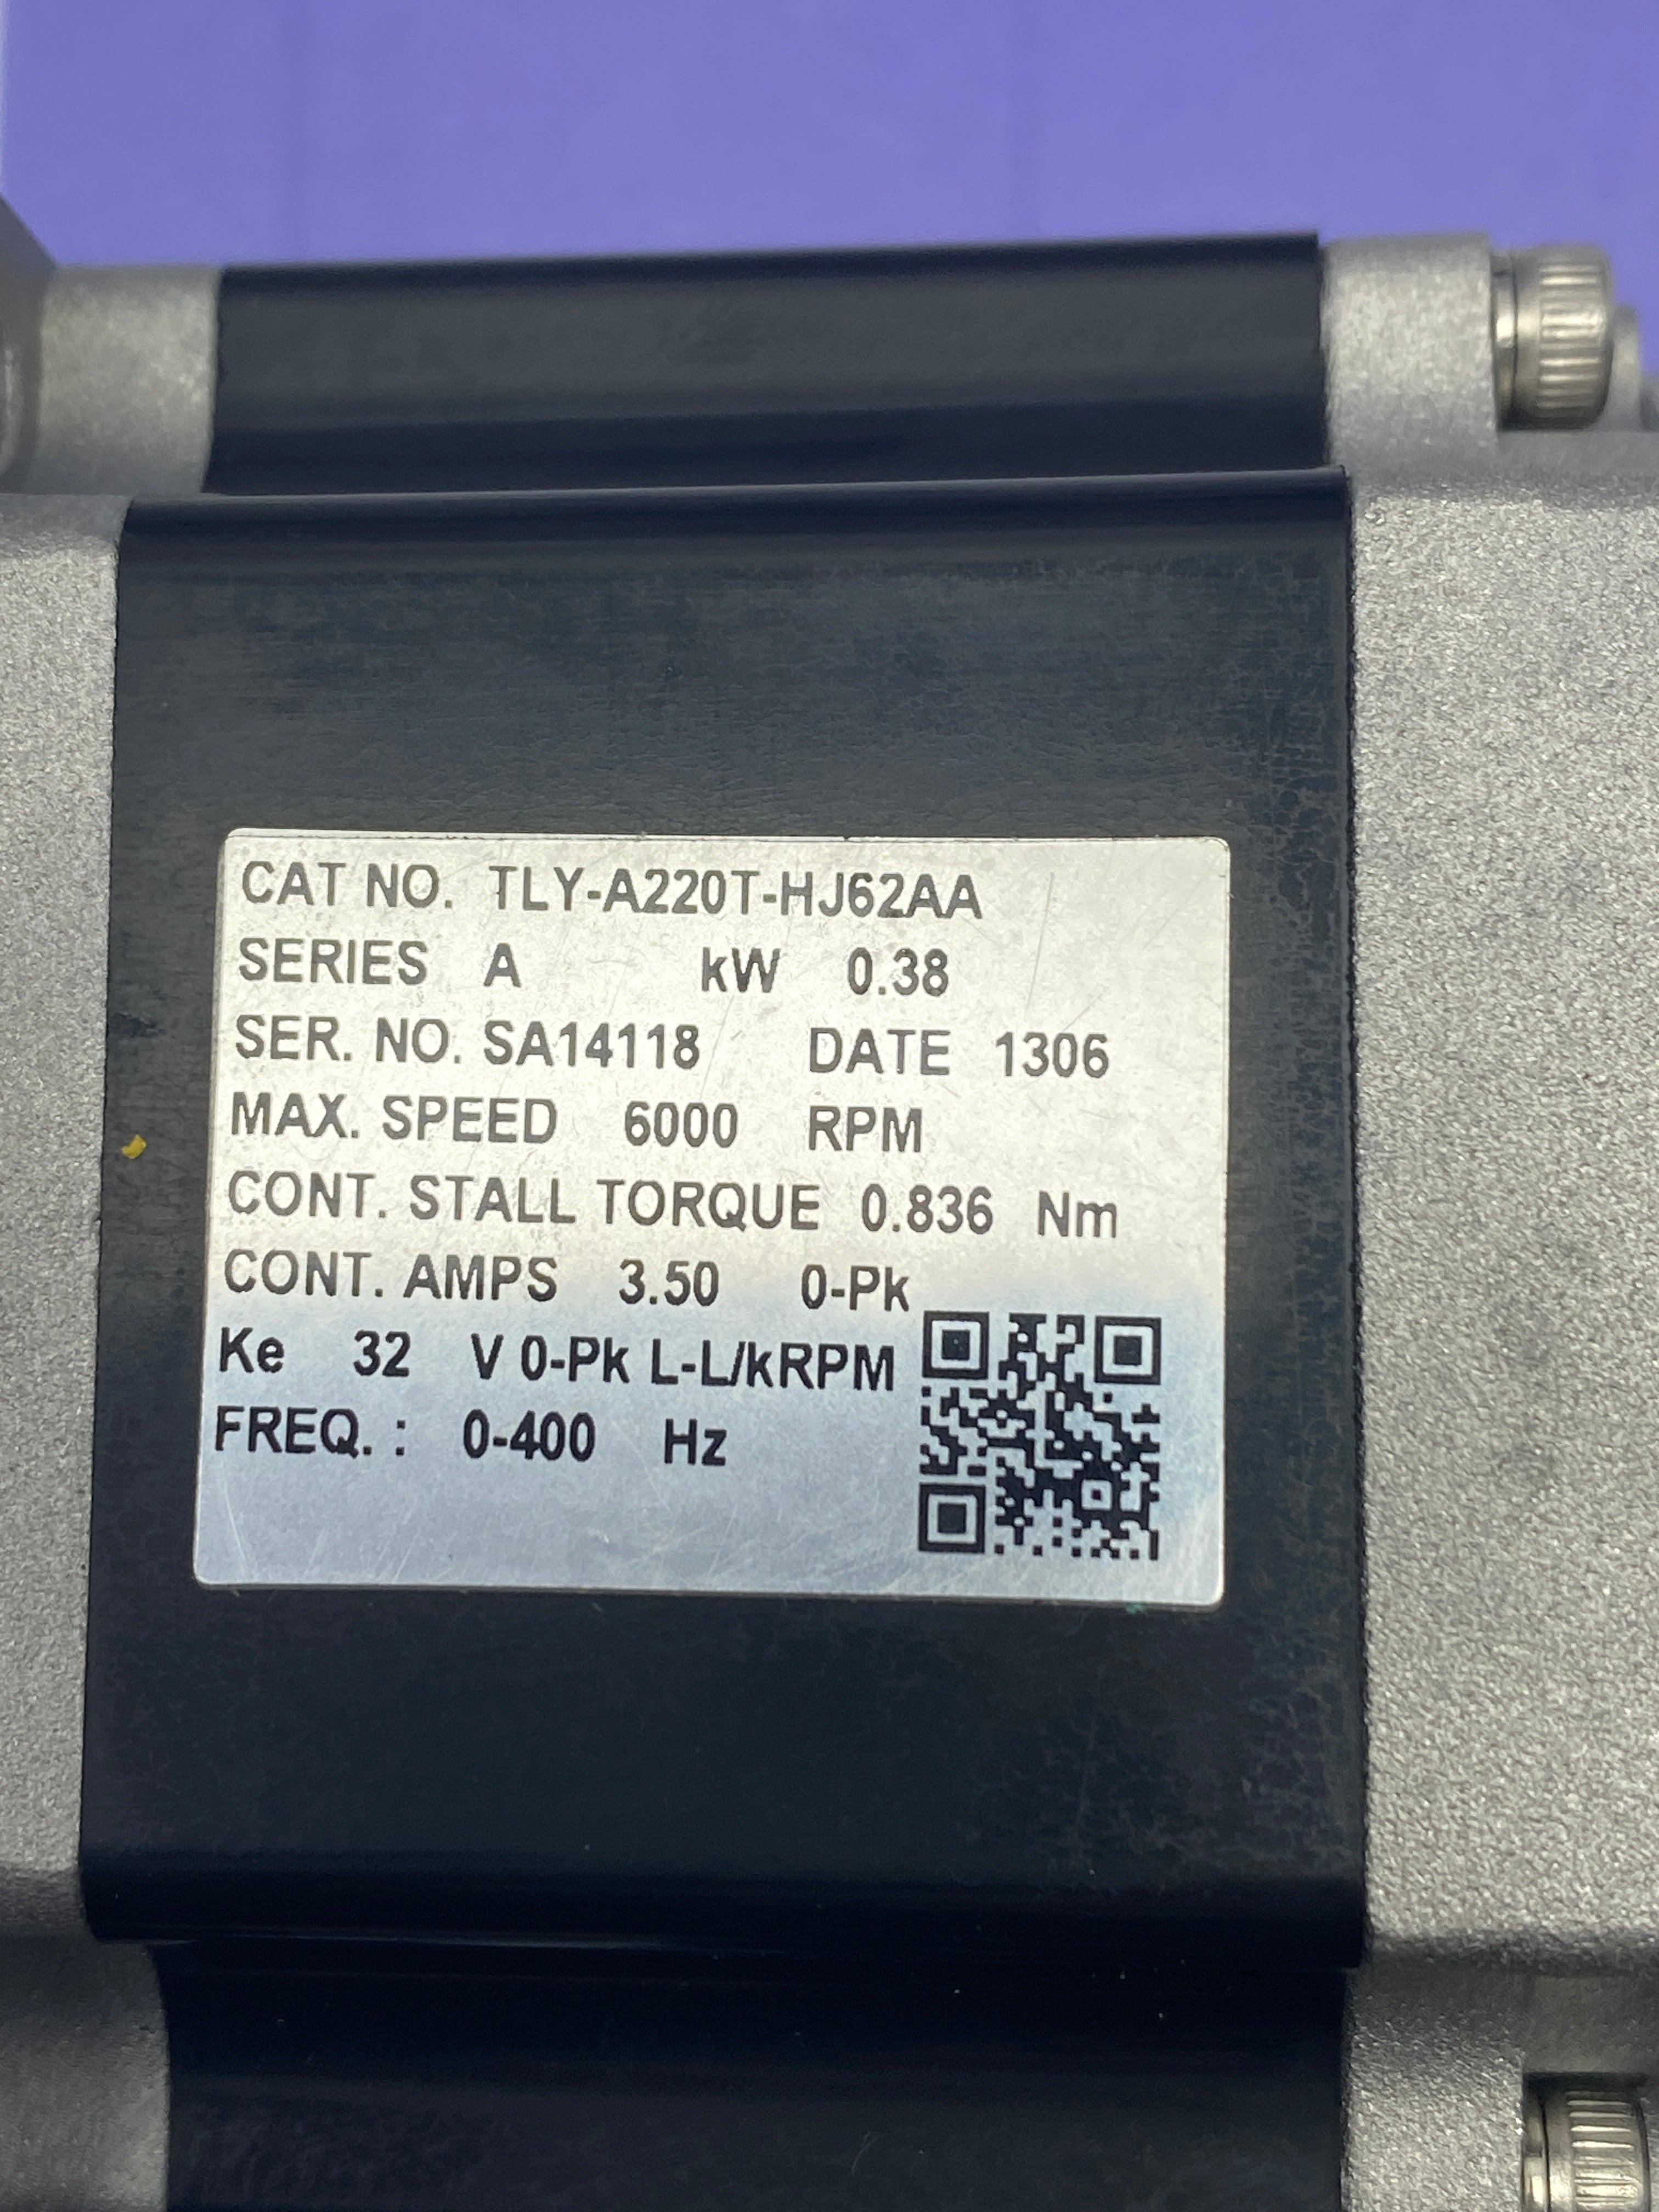 CAT NO. TLY-A220T-HJ62AA
SERIES A kW 0.38
SER. NO. SA14118 DATE 1306
MAX. SPEED 6000 RPM
CONT. STALL TORQUE 0.836 Nm
CONT. AMPS 3.50 0-Pk
Ke 32 V 0-Pk L-L/kRPM
FREQ. : 0-400 Hz